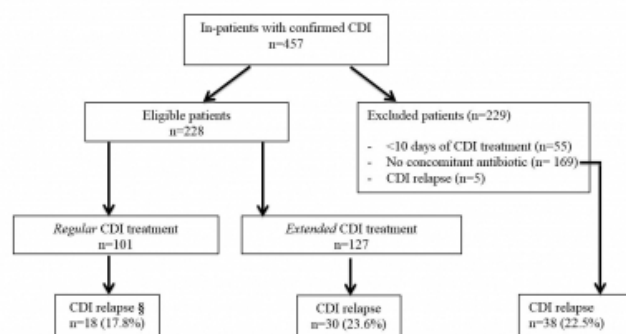 In-patients with confirmed CDI
n=457
Eligible patients
n=228
Excluded patients (n=229)
- <10 days of CDI treatment (n=55)
- No concomitant antibiotic (n= 169)
- CDI relapse (n=5)
Regular CDI treatment
n=101
Extended CDI treatment
n=127
CDI relapse §
n=18 (17.8%)
CDI relapse
n=30 (23.6%)
CDI relapse
n=38 (22.5%)